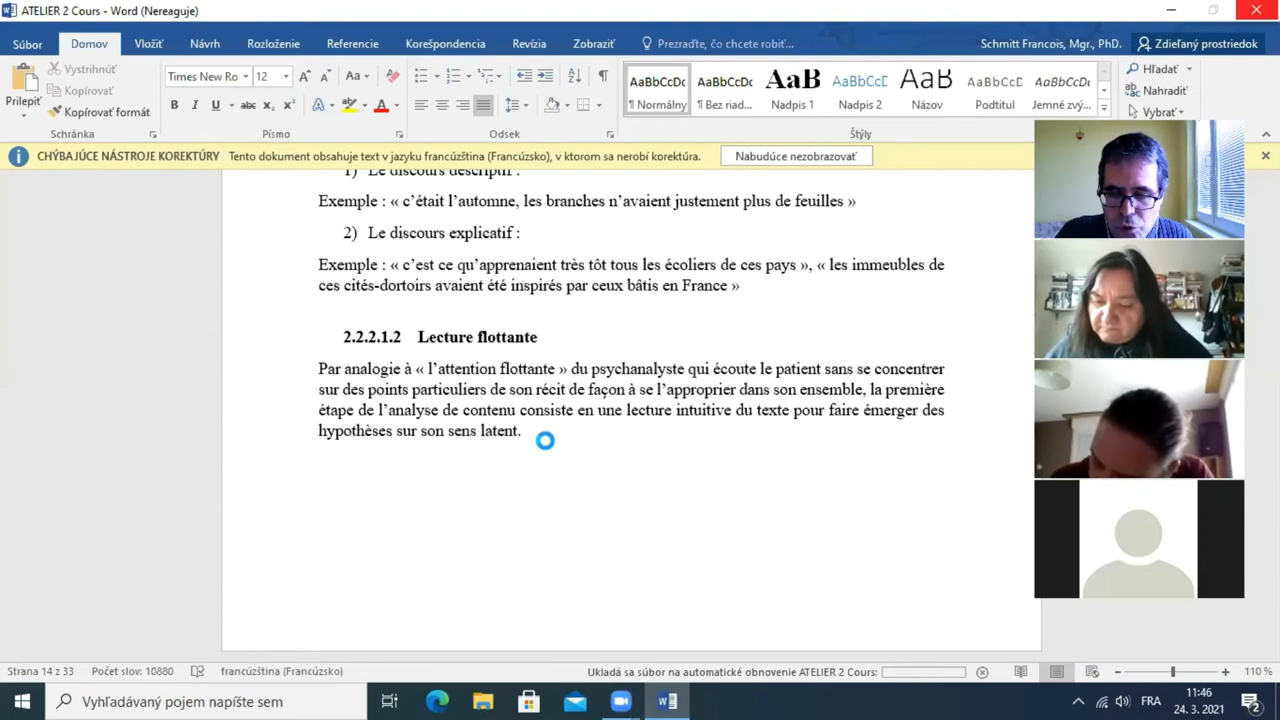 ATELIER 2 Cours - Word (Nereaguje)
Súbor Domov Vložiť Návrh Rozloženie Referencie Korešpondencia Revízia Zobraziť Prezraďte, čo chcete robiť... Schmitt Francois, Mgr., PhD. Zdieľaný prostriedok
Prilepiť
Vystrihnúť
Kopírovať
Kopírovať formát
Schránka
Times New Ro 12
Písmo
Odsek
AaBbCcDc AaBbCcDc AaB AaBbCcD AaB AaBbCcD AaBbCcDc
¶ Normálny ¶ Bez riad... Nadpis 1 Nadpis 2 Názov Podtitul Jemné zvý...
Štýly
Hľadať
Nahradiť
Vybrať
CHÝBAJÚCE NÁSTROJE KOREKTÚRY Tento dokument obsahuje text v jazyku francúzština (Francúzsko), v ktorom sa nerobí korektúra. Nabudúce nezobrazovať
1) Le discours descriptif :
Exemple : « c’était l’automne, les branches n’avaient justement plus de feuilles »
2) Le discours explicatif :
Exemple : « c’est ce qu’apprenaient très tôt tous les écoliers de ces pays », « les immeubles de
ces cités-dortoirs avaient été inspirés par ceux bâtis en France »
2.2.2.1.2 Lecture flottante
Par analogie à « l’attention flottante » du psychanalyste qui écoute le patient sans se concentrer
sur des points particuliers de son récit de façon à se l’approprier dans son ensemble, la première
étape de l’analyse de contenu consiste en une lecture intuitive du texte pour faire émerger des
hypothèses sur son sens latent.
Strana 14 z 33 Počet slov: 10880 francúzština (Francúzsko) Ukladá sa súbor na automatické obnovenie ATELIER 2 Cours: 110 %
Vyhľadávaný pojem napíšte sem
FRA
11:46
24. 3. 2021
2